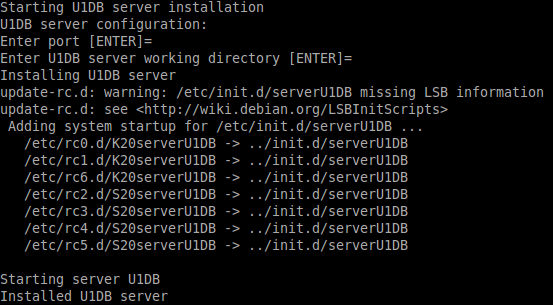 Starting U1DB server installation
U1DB server configuration:
Enter port [ENTER]=
Enter U1DB server working directory [ENTER]=
Installing U1DB server
update-rc.d: warning: /etc/init.d/serverU1DB missing LSB information
update-rc.d: see <http://wiki.debian.org/LSBInitScripts>
 Adding system startup for /etc/init.d/serverU1DB ...
   /etc/rc0.d/K20serverU1DB -> ../init.d/serverU1DB
   /etc/rc1.d/K20serverU1DB -> ../init.d/serverU1DB
   /etc/rc6.d/K20serverU1DB -> ../init.d/serverU1DB
   /etc/rc2.d/S20serverU1DB -> ../init.d/serverU1DB
   /etc/rc3.d/S20serverU1DB -> ../init.d/serverU1DB
   /etc/rc4.d/S20serverU1DB -> ../init.d/serverU1DB
   /etc/rc5.d/S20serverU1DB -> ../init.d/serverU1DB

Starting server U1DB
Installed U1DB server